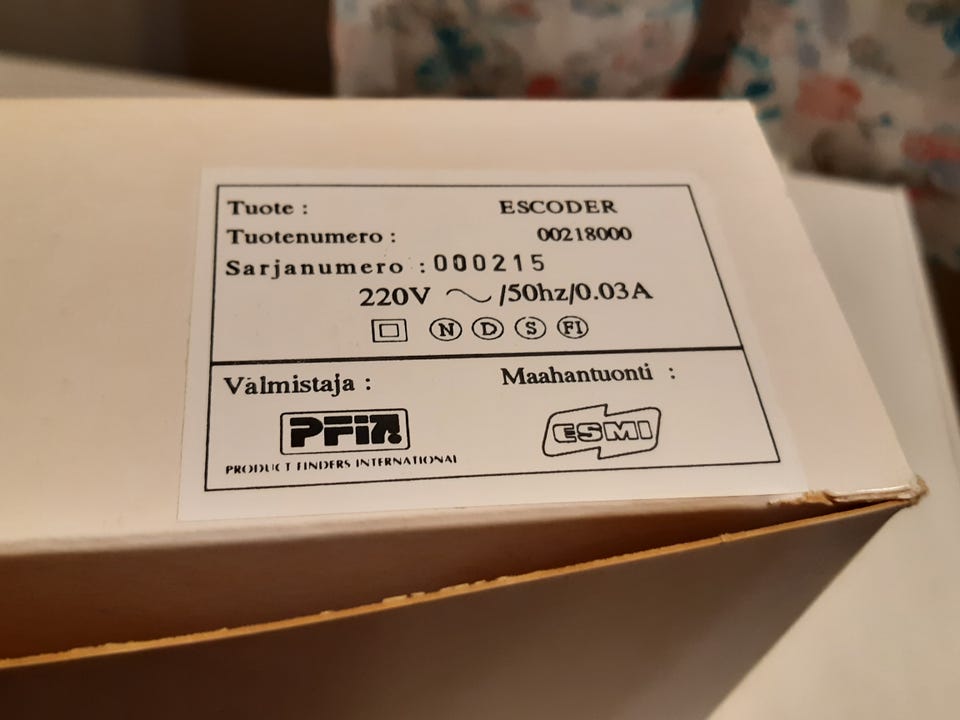 Tuote : ESCODER
Tuotenumero : 00218000
Sarjanumero : 000215
220V ~ /50hz/0.03A
N D S FI
Valmistaja : Maahantuonti :
PFi ESMI
PRODUCT FINDERS INTERNATIONAL